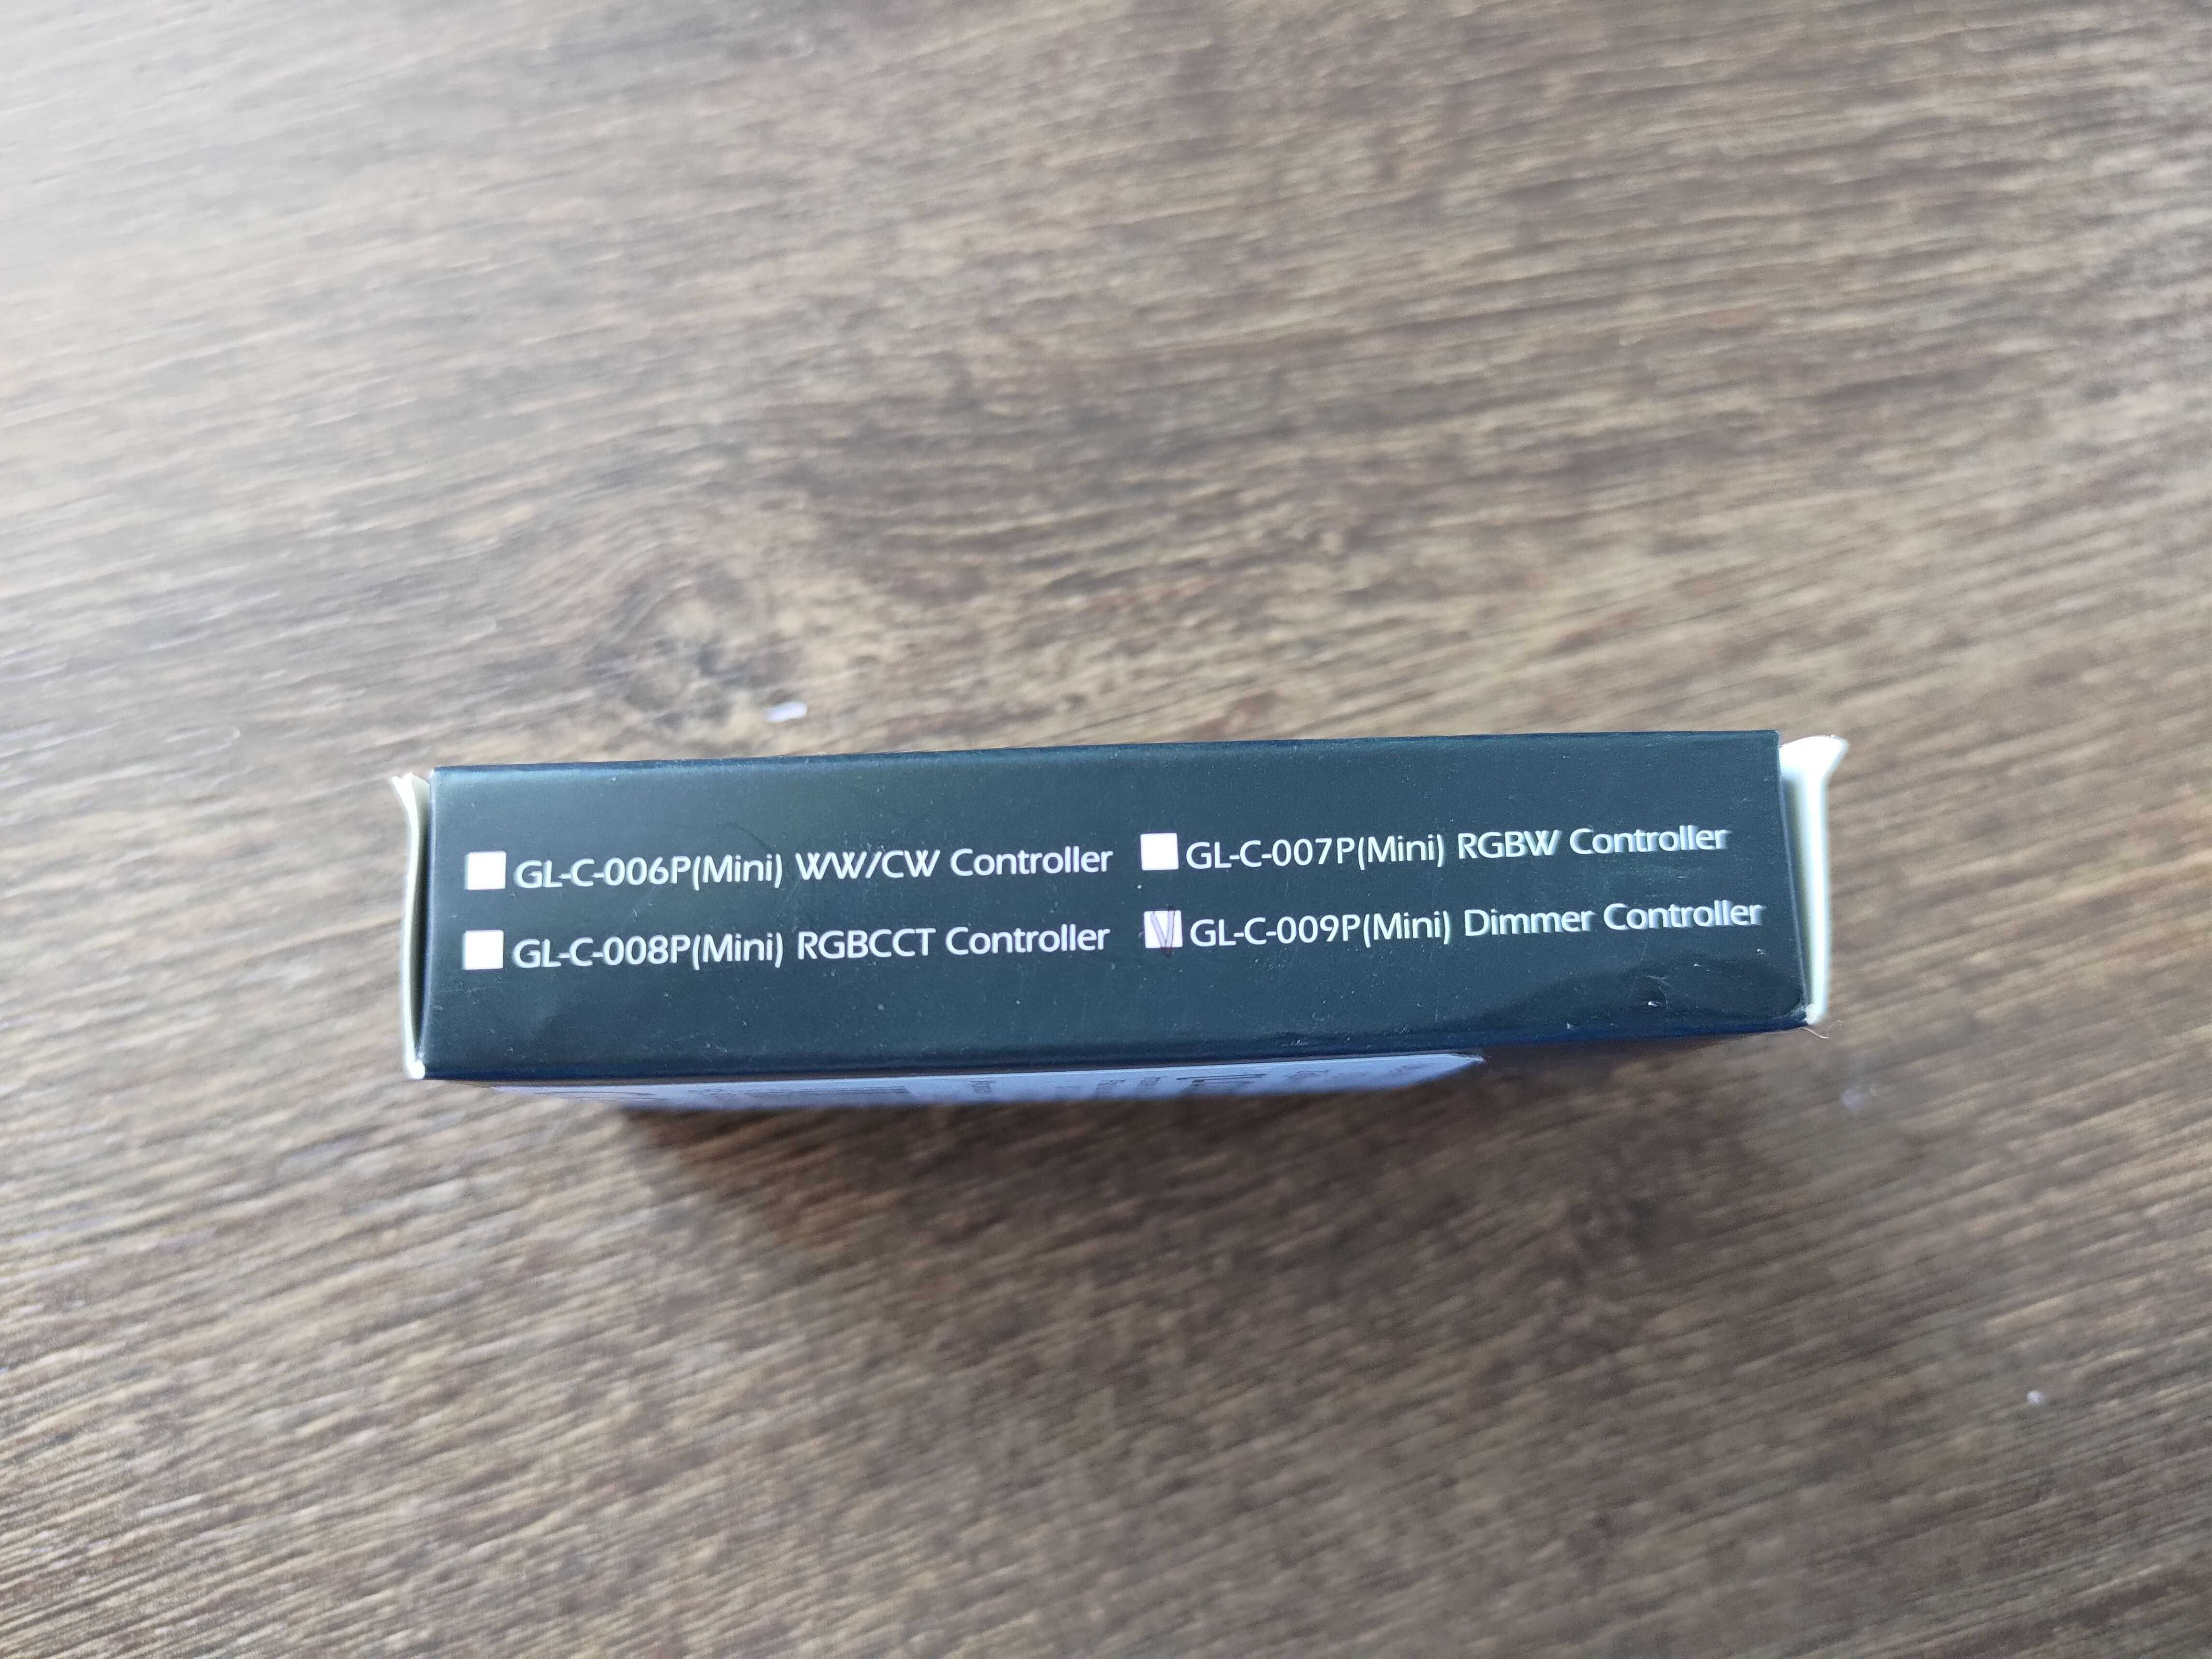 GL-C-006P(Mini) WW/CW Controller
GL-C-007P(Mini) RGBW Controller
GL-C-008P(Mini) RGBCCT Controller
GL-C-009P(Mini) Dimmer Controller